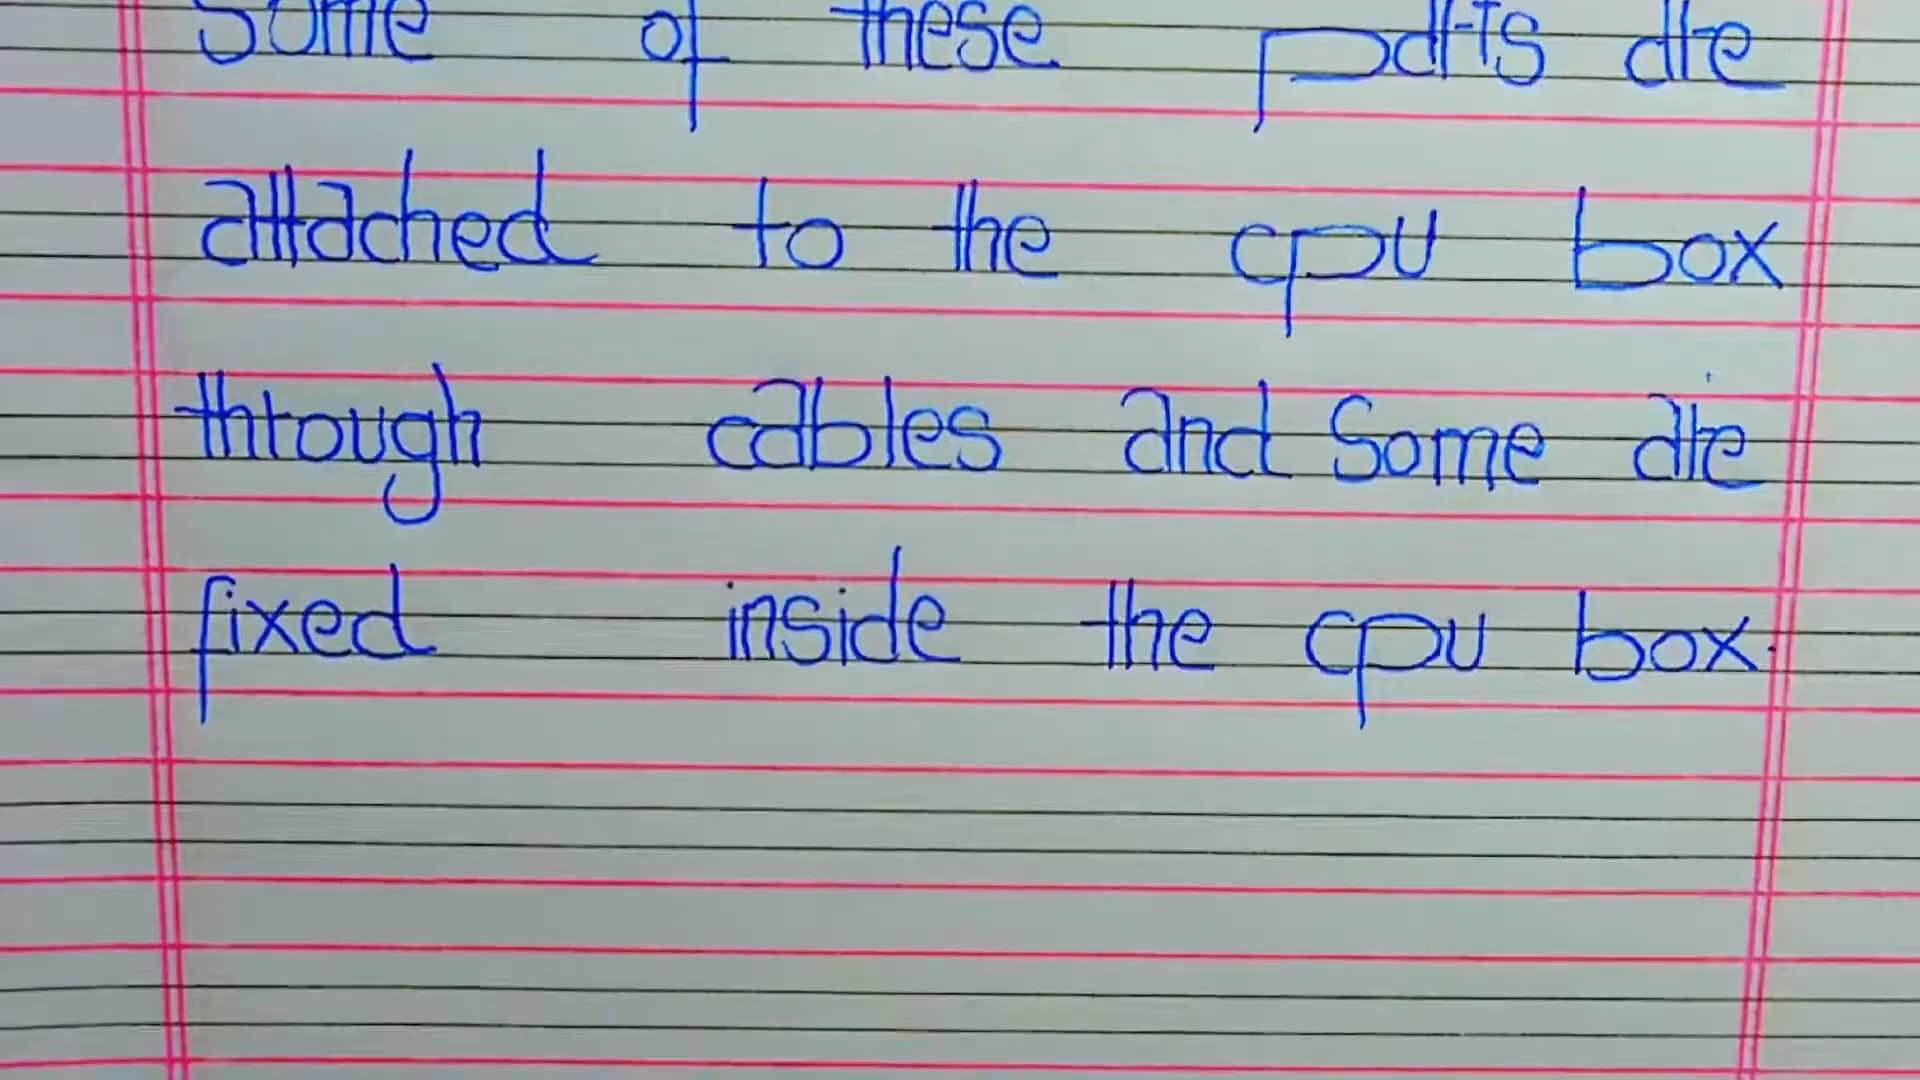 Some of these parts are
attached to the cpu box
through cables and Some are
fixed inside the cpu box.